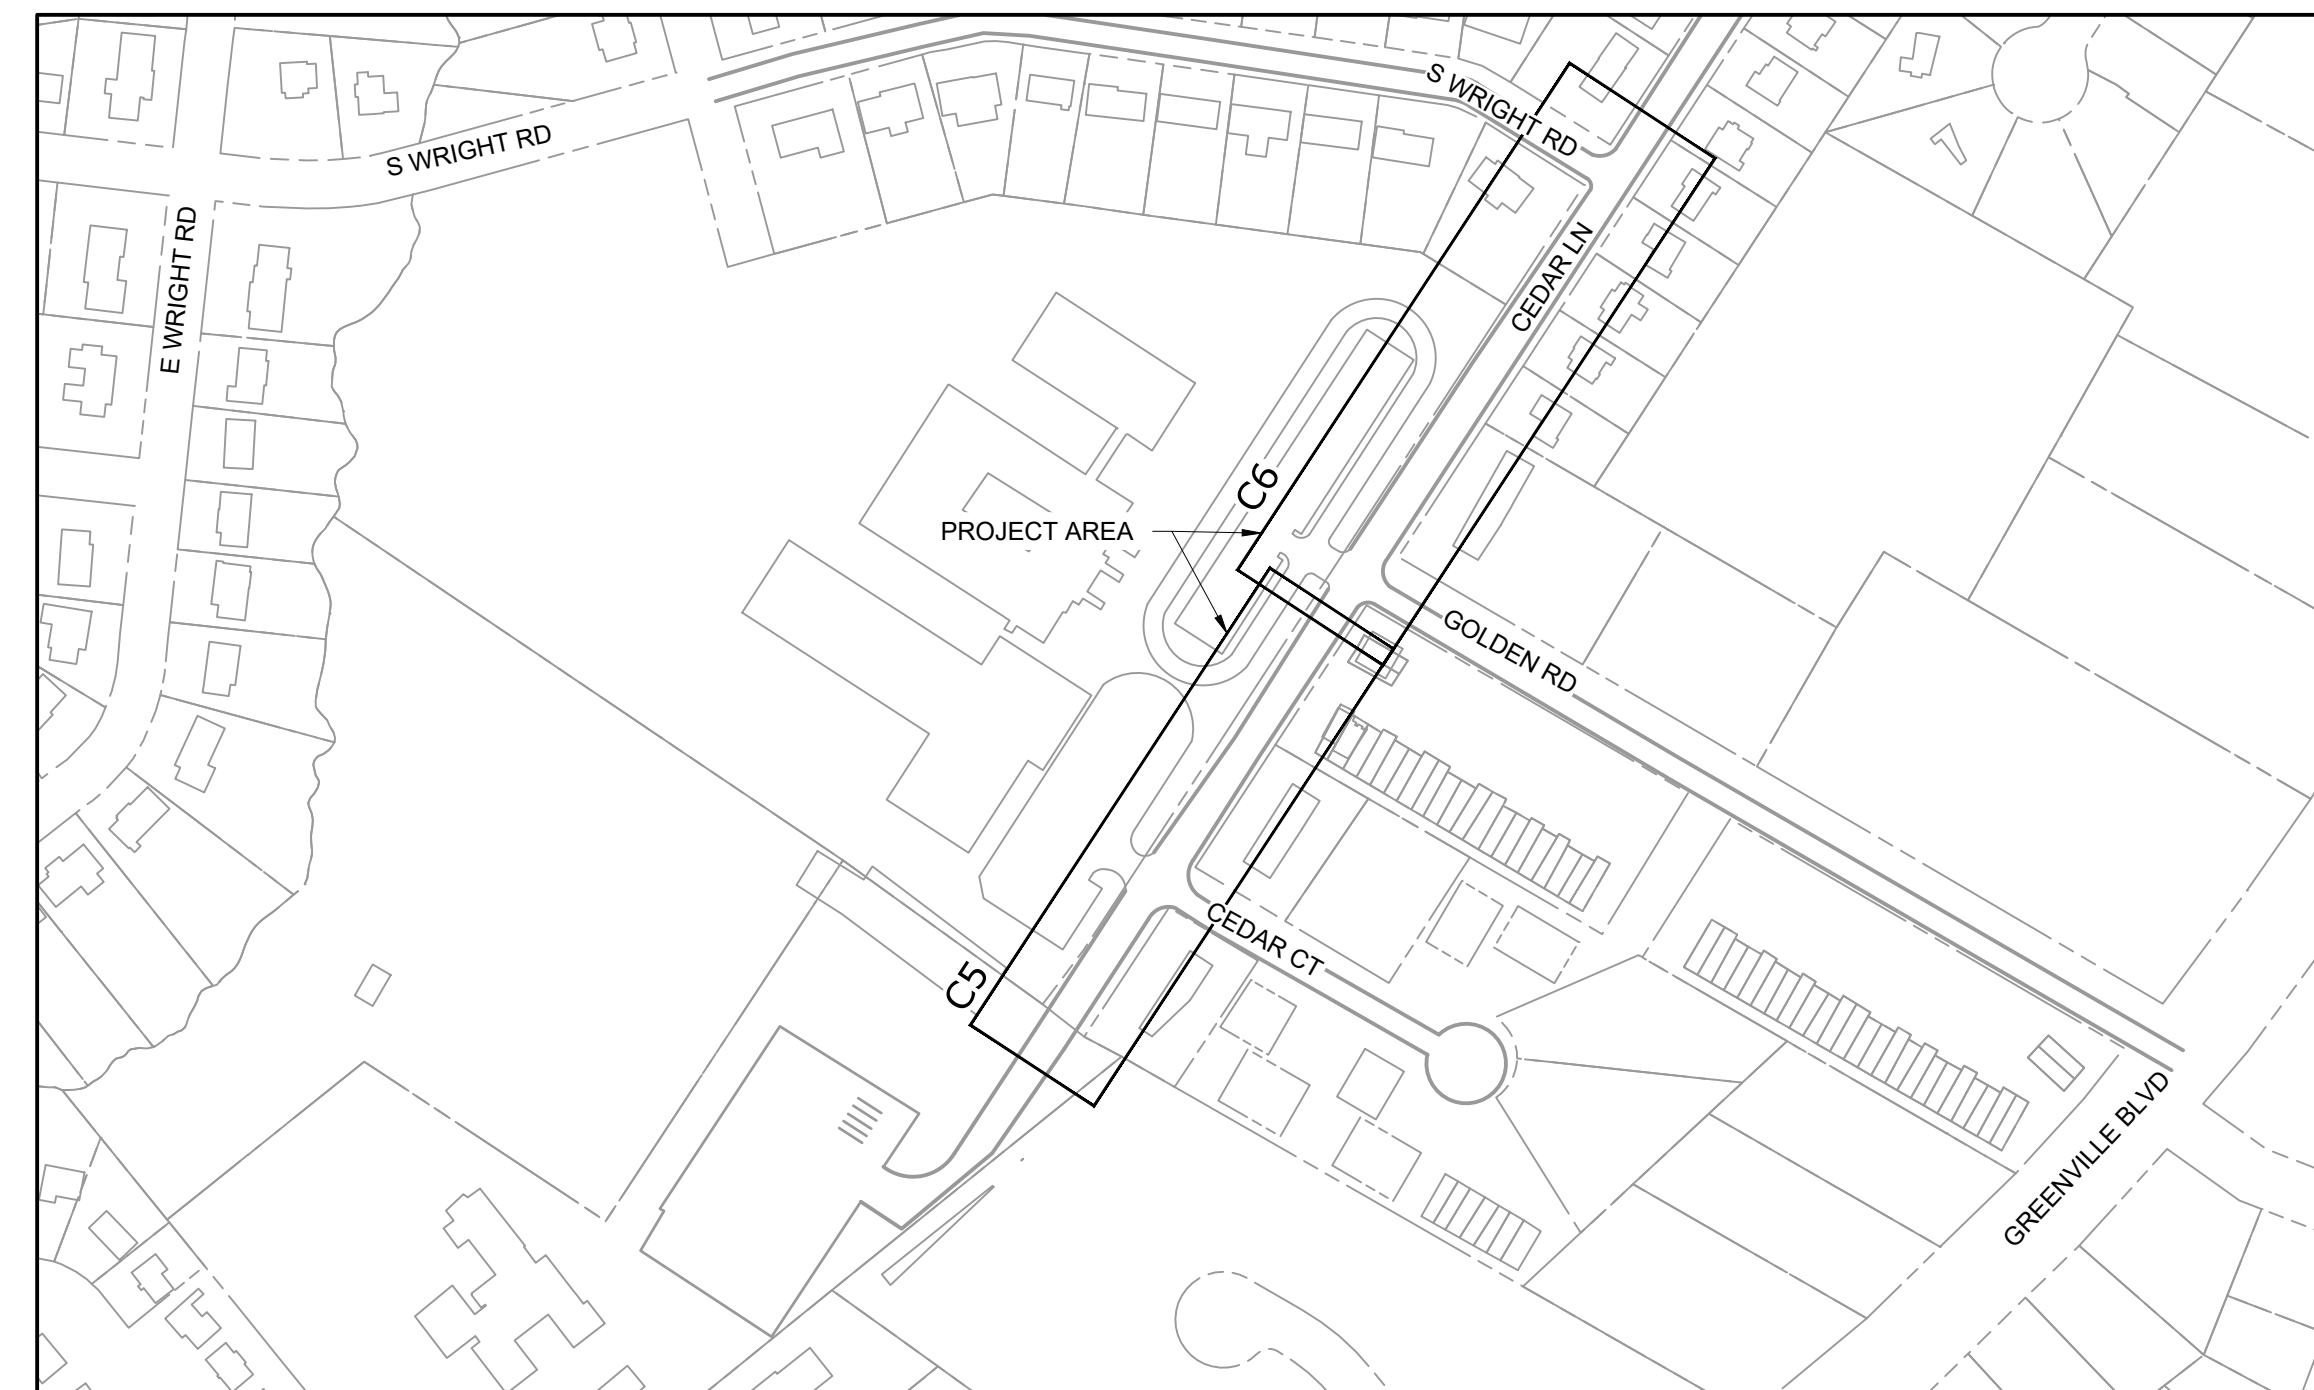 S WRIGHT RD
S WRIGHT RD
E WRIGHT RD
CEDAR LN
C6
PROJECT AREA
GOLDEN RD
CEDAR CT
C5
GREENVILLE BLVD